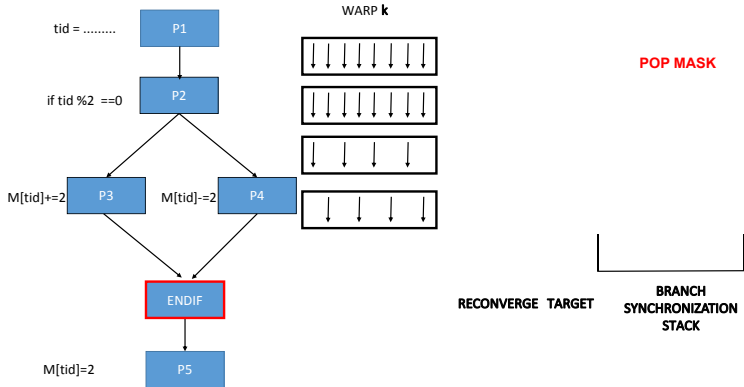 WARP k
tid = .........
P1
POP MASK
if tid %2 ==0
P2
M[tid]+=2
P3
M[tid]-=2
P4
ENDIF
RECONVERGE TARGET
BRANCH
SYNCHRONIZATION
STACK
M[tid]=2
P5